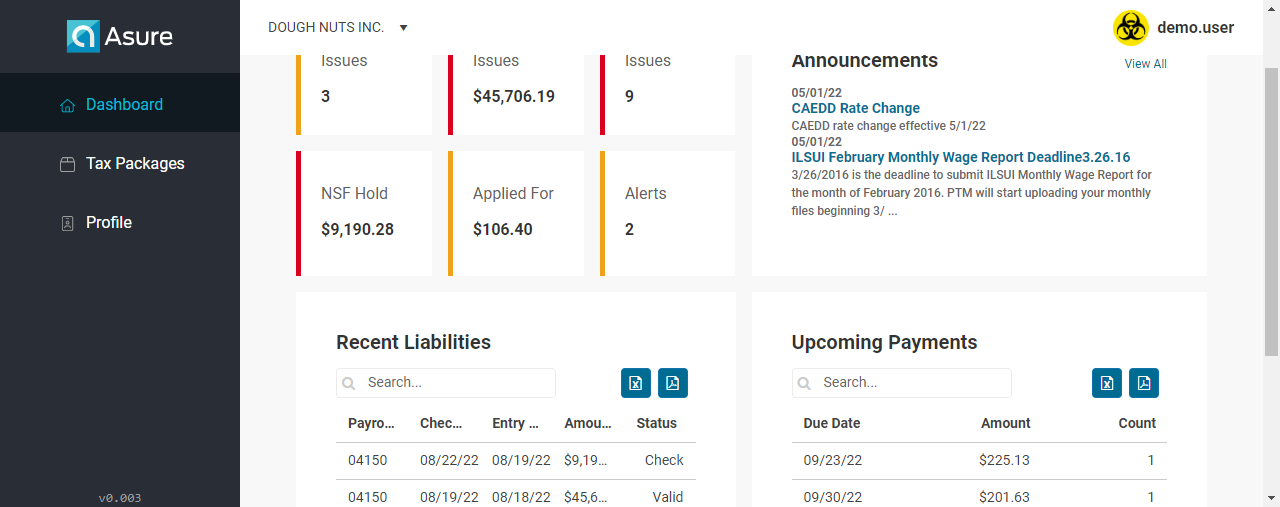 Asure
DOUGH NUTS INC.
demo.user
Dashboard
Tax Packages
Profile
v0.003
Issues
3
Issues
$45,706.19
Issues
9
NSF Hold
$9,190.28
Applied For
$106.40
Alerts
2
Announcements
View All
05/01/22
CAEDD Rate Change
CAEDD rate change effective 5/1/22
05/01/22
ILSUI February Monthly Wage Report Deadline3.26.16
3/26/2016 is the deadline to submit ILSUI Monthly Wage Report for
the month of February 2016. PTM will start uploading your monthly
files beginning 3/ ...
Recent Liabilities
Search...
Payro... Chec... Entry ... Amou... Status
04150 08/22/22 08/19/22 $9,19... Check
04150 08/19/22 08/18/22 $45,6... Valid
Upcoming Payments
Search...
Due Date Amount Count
09/23/22 $225.13 1
09/30/22 $201.63 1